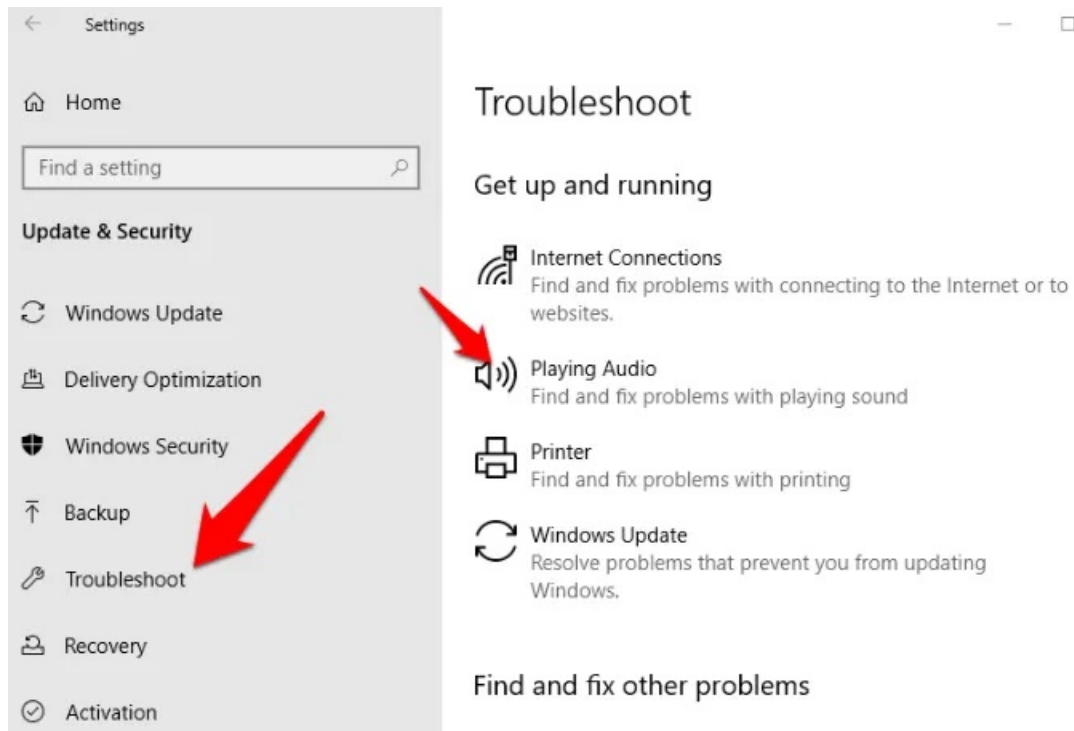 Settings
Home
Find a setting
Update & Security
Windows Update
Delivery Optimization
Windows Security
Backup
Troubleshoot
Recovery
Activation
Troubleshoot
Get up and running
Internet Connections
Find and fix problems with connecting to the Internet or to
websites.
Playing Audio
Find and fix problems with playing sound
Printer
Find and fix problems with printing
Windows Update
Resolve problems that prevent you from updating
Windows.
Find and fix other problems